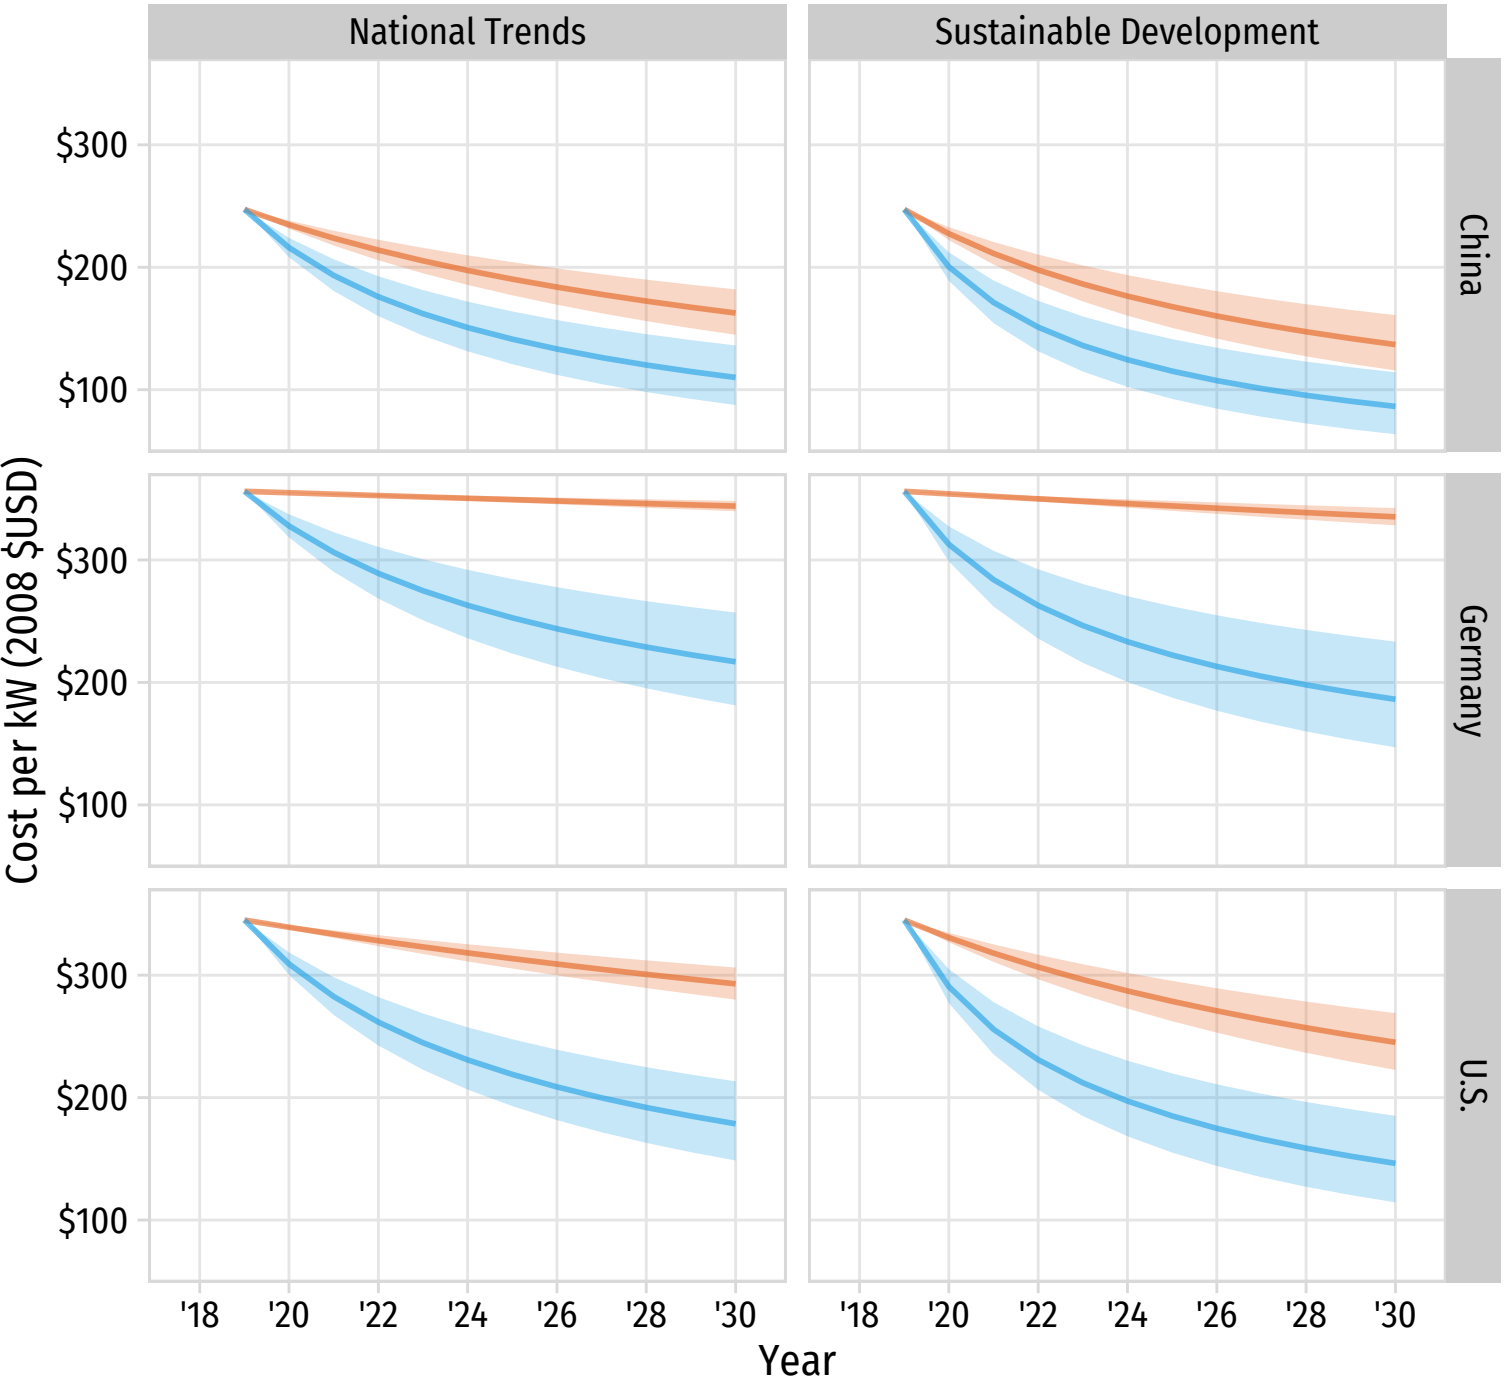 National Trends
Sustainable Development
$300
$200
$100
China
Cost per kW (2008 $USD)
$300
$200
$100
Germany
$300
$200
$100
U.S.
'18 '20 '22 '24 '26 '28 '30
'18 '20 '22 '24 '26 '28 '30
Year